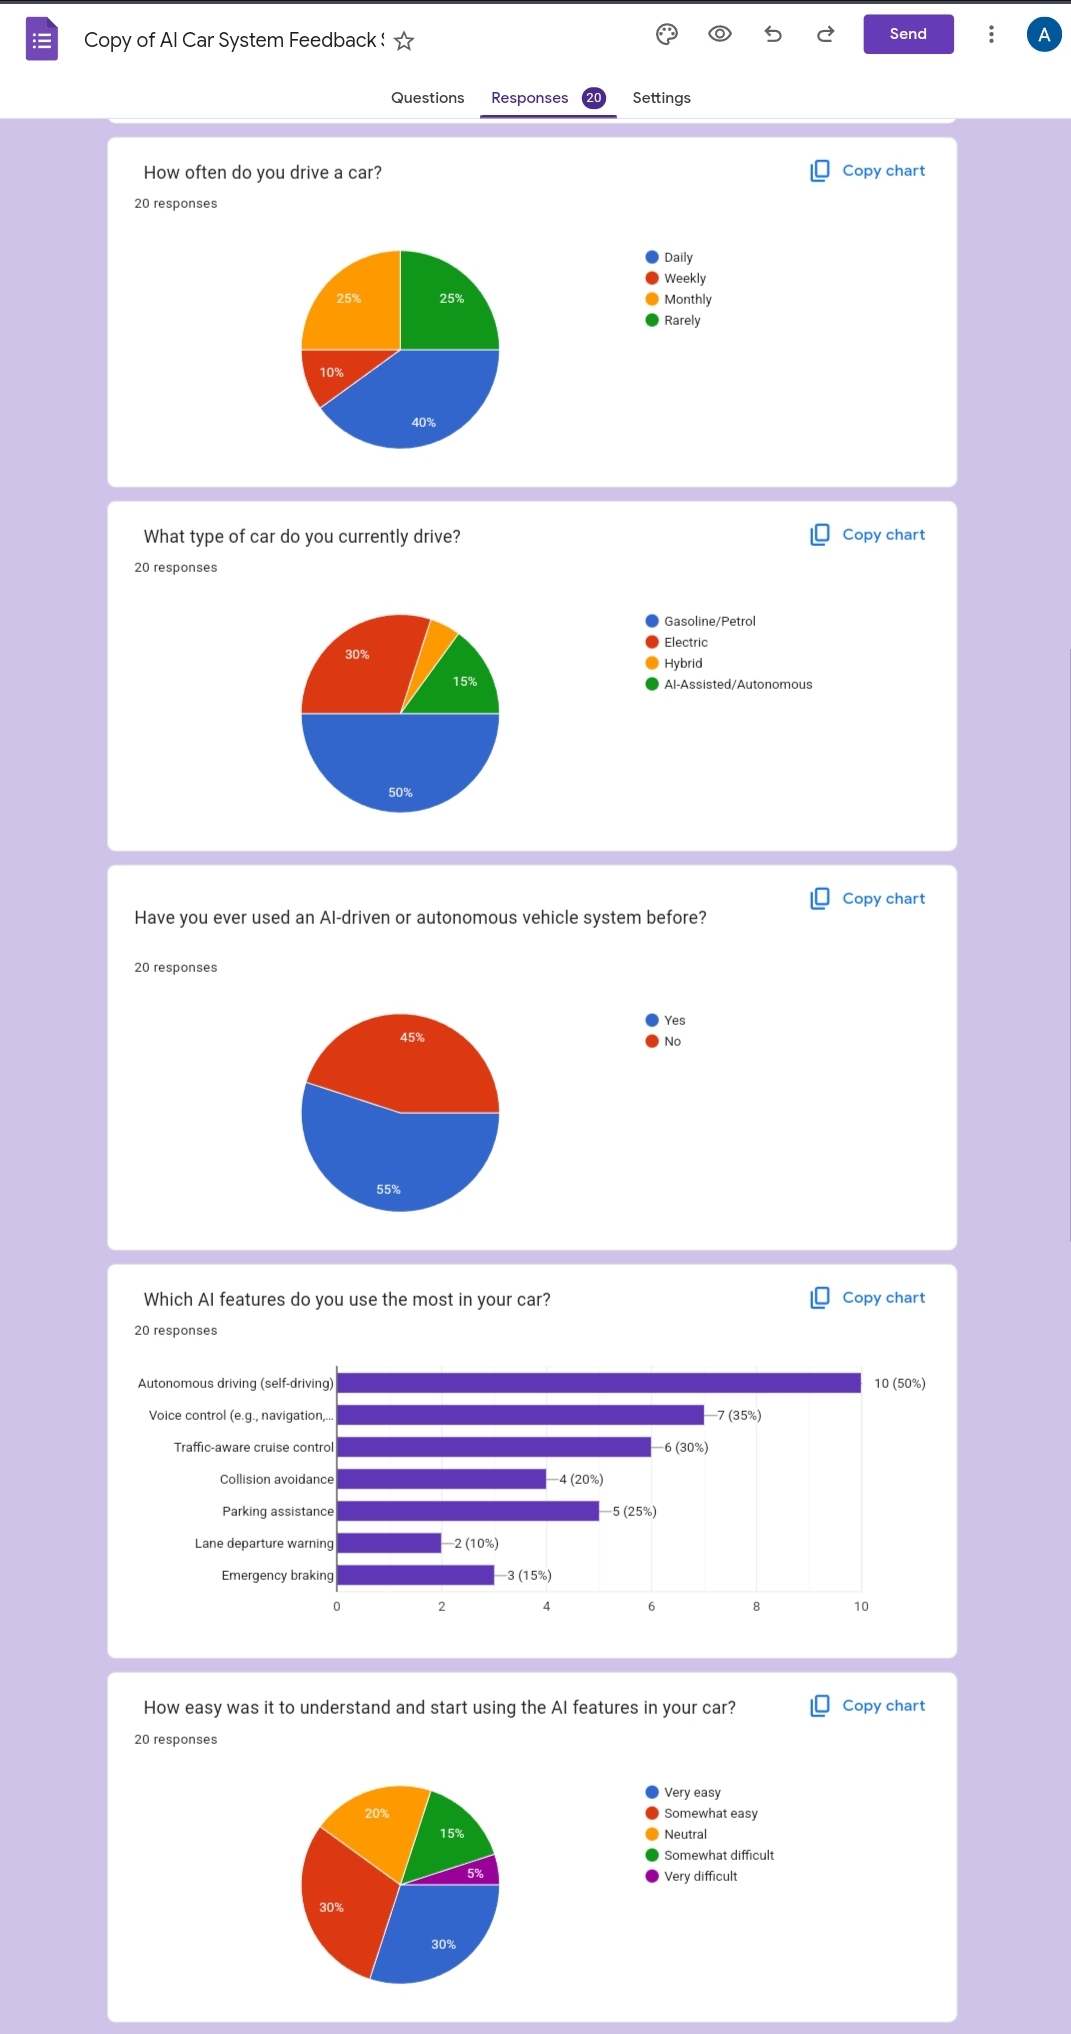 Copy of AI Car System Feedback
Send
A
Questions
Responses 20
Settings
How often do you drive a car?
Copy chart
20 responses
25%
25%
10%
40%
Daily
Weekly
Monthly
Rarely
What type of car do you currently drive?
Copy chart
20 responses
30%
15%
50%
Gasoline/Petrol
Electric
Hybrid
AI-Assisted/Autonomous
Copy chart
Have you ever used an AI-driven or autonomous vehicle system before?
20 responses
45%
55%
Yes
No
Which AI features do you use the most in your car?
Copy chart
20 responses
Autonomous driving (self-driving) 10 (50%)
Voice control (e.g., navigation,... 7 (35%)
Traffic-aware cruise control 6 (30%)
Collision avoidance 4 (20%)
Parking assistance 5 (25%)
Lane departure warning 2 (10%)
Emergency braking 3 (15%)
0 2 4 6 8 10
How easy was it to understand and start using the AI features in your car?
Copy chart
20 responses
20%
15%
5%
30%
30%
Very easy
Somewhat easy
Neutral
Somewhat difficult
Very difficult